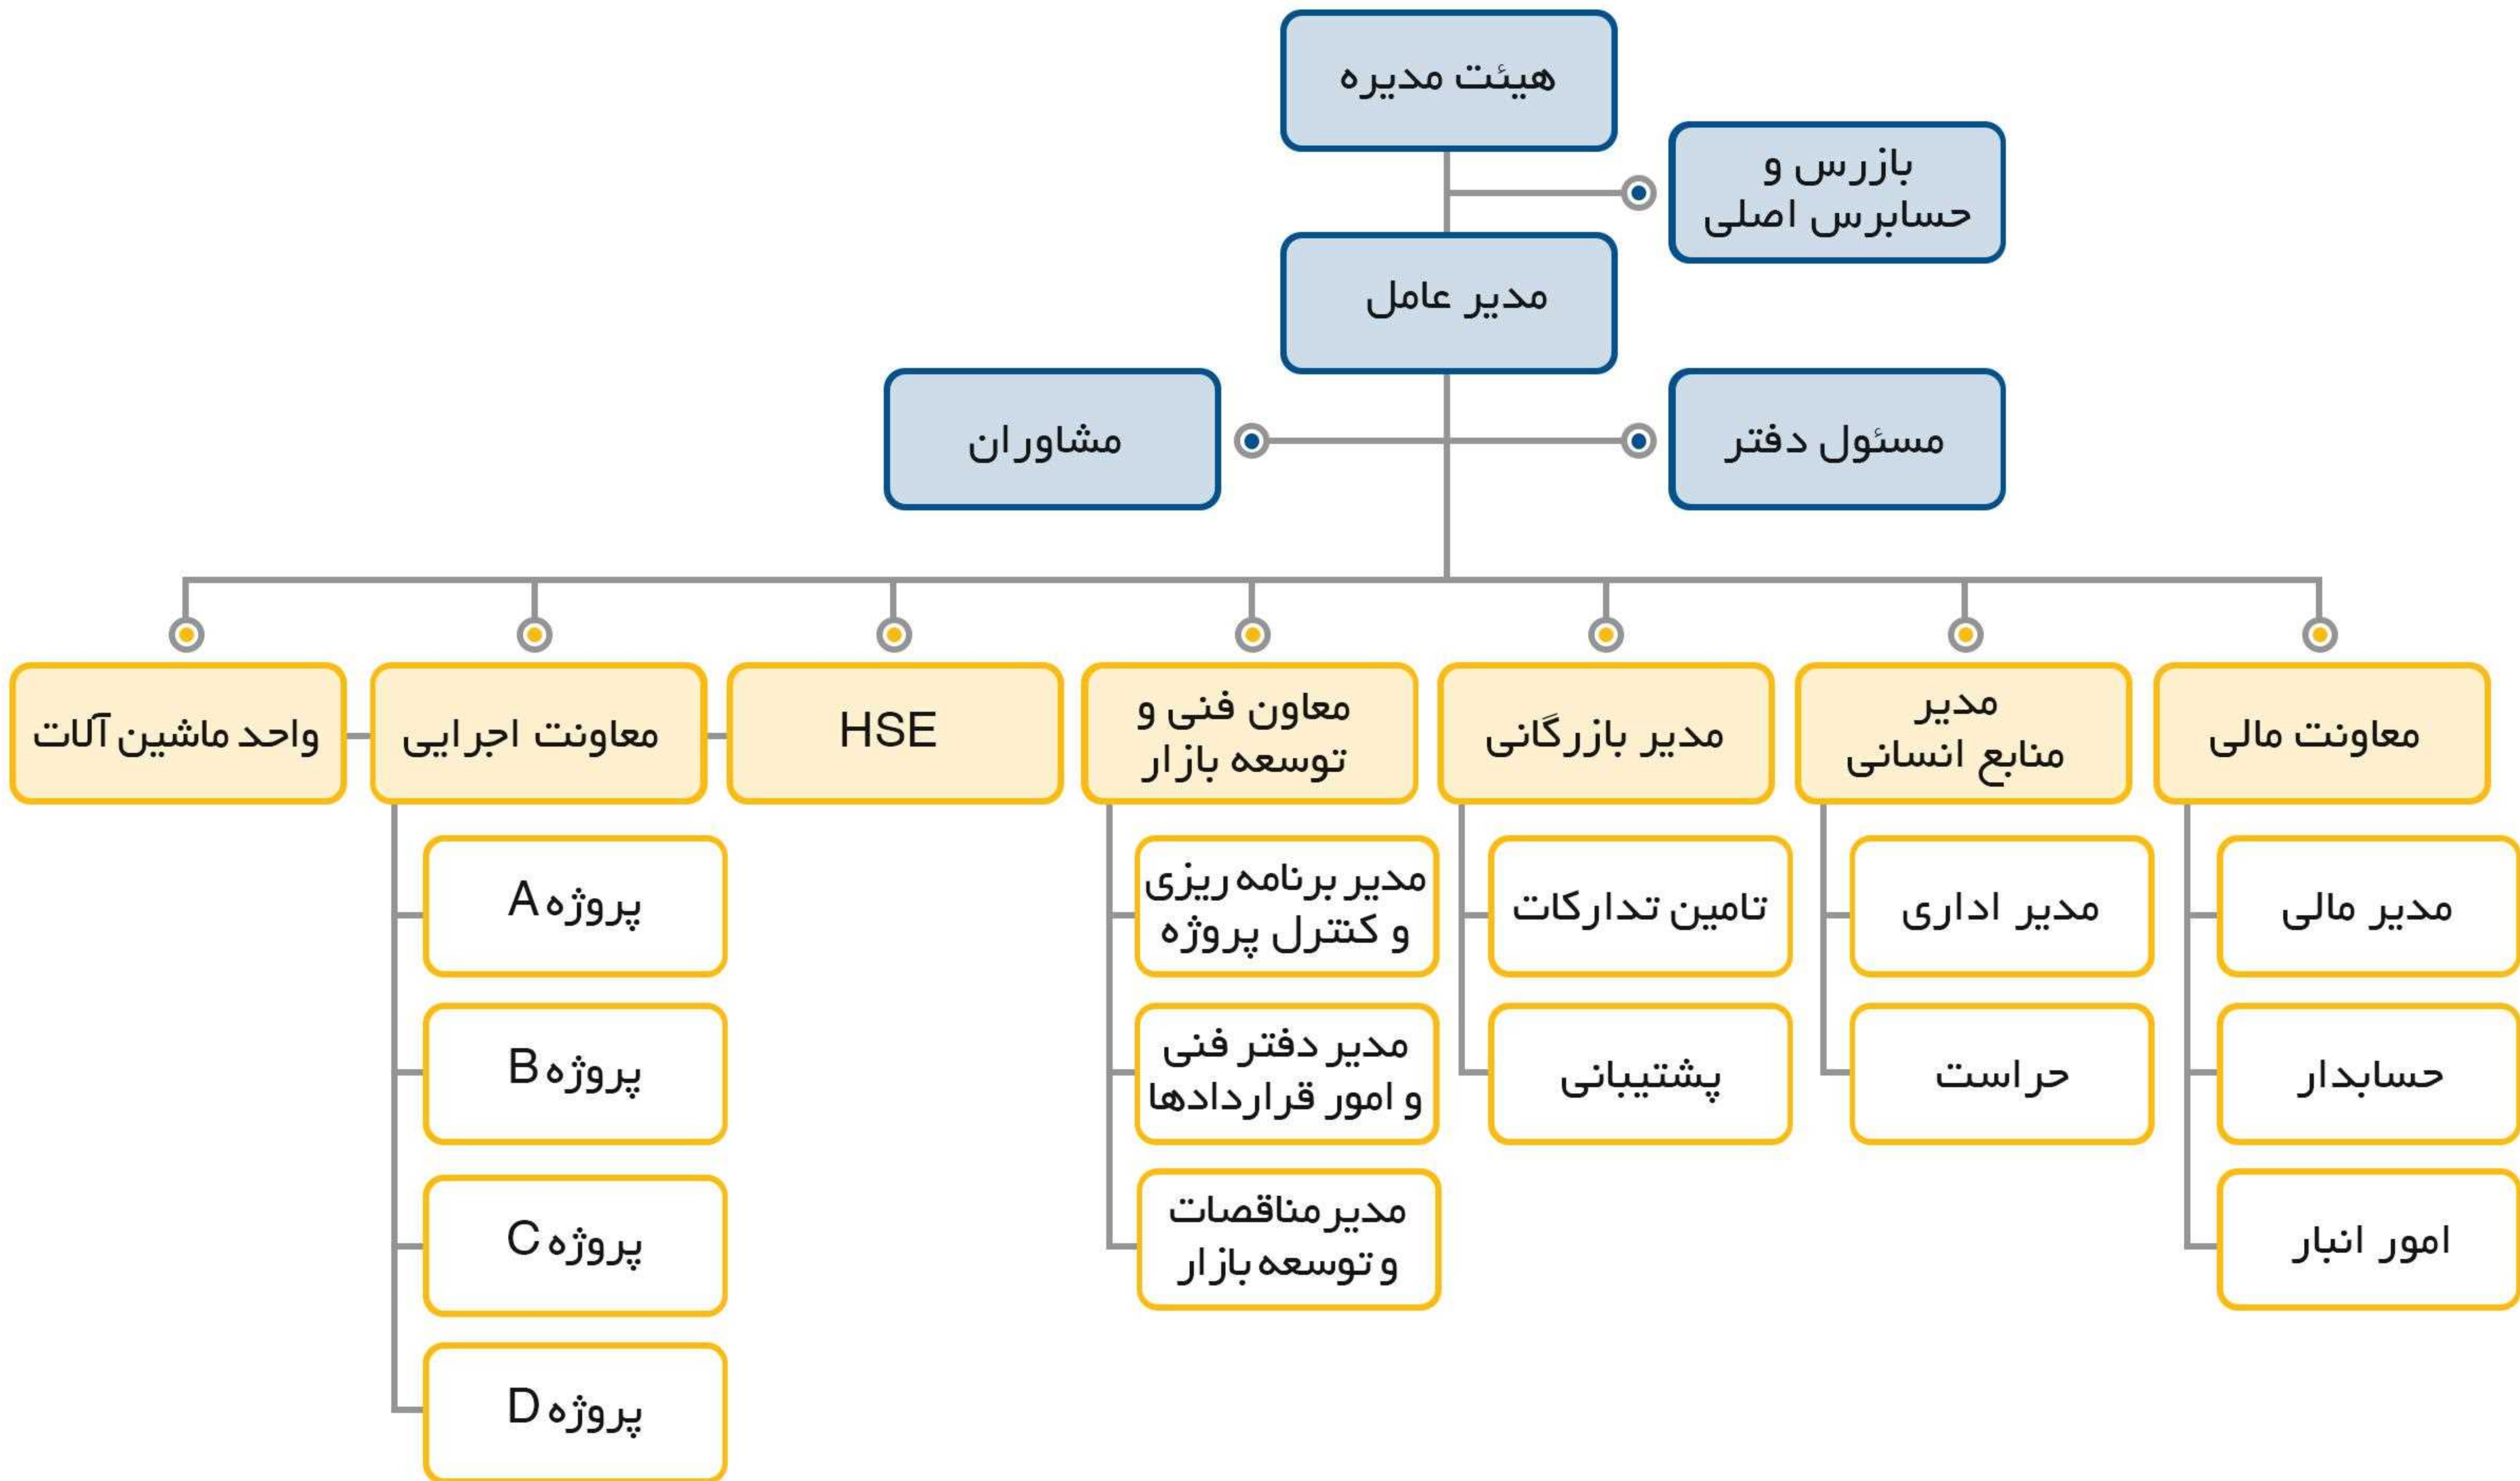 هیئت مدیره
بازرس و
حسابرس اصلی
مدیر عامل
مسئول دفتر
مشاوران
معاونت مالی
مدیر
منابع انسانی
مدیر بازرگانی
معاون فنی و
توسعه بازار
HSE
معاونت اجرایی
واحد ماشین آلات
مدیر مالی
حسابدار
امور انبار
مدیر اداری
حراست
تامین تدارکات
پشتیبانی
مدیر برنامه ریزی
و کنترل پروژه
مدیر دفتر فنی
و امور قراردادها
مدیر مناقصات
و توسعه بازار
پروژه A
پروژه B
پروژه C
پروژه D